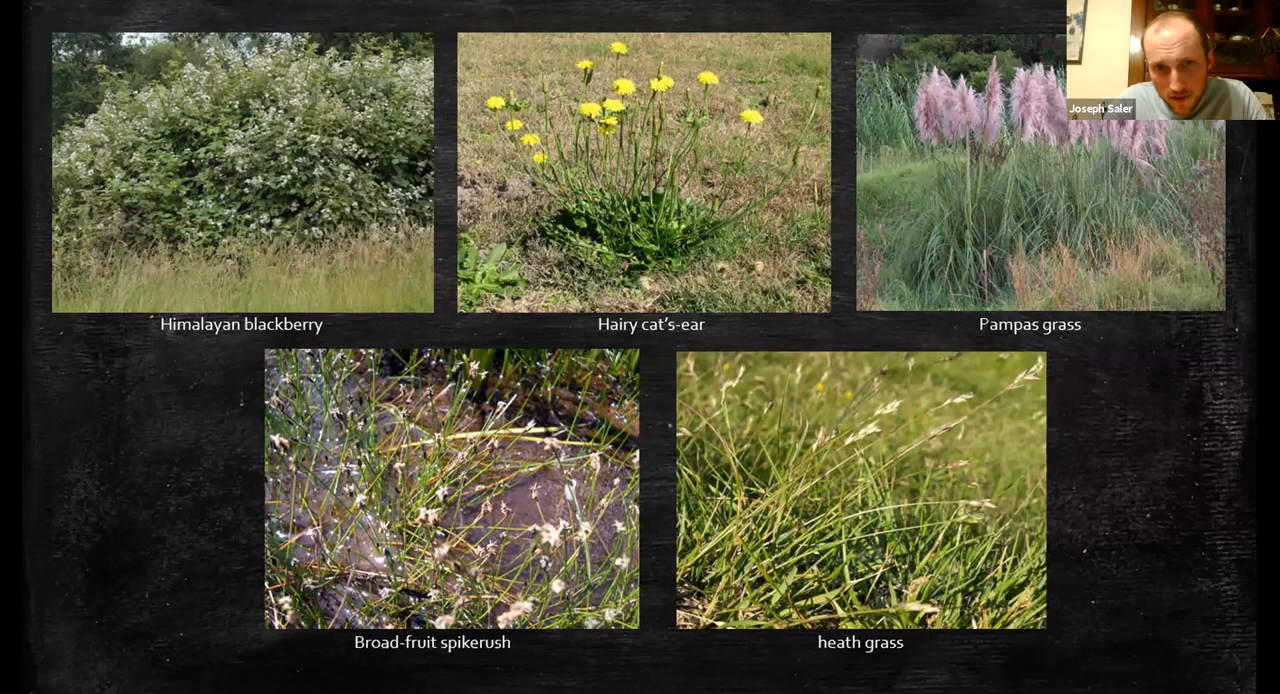 Joseph Saler
Himalayan blackberry
Hairy cat's-ear
Pampas grass
Broad-fruit spikerush
heath grass